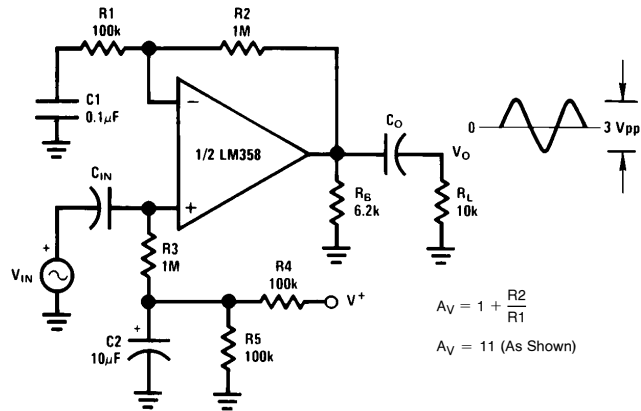 R1
100k
R2
1M
C1
0.1μF
−
1/2 LM358
+
CIN
CO
VO
0
3 Vpp
RB
6.2k
RL
10k
+
VIN
R3
1M
R4
100k
V+
+
C2
10μF
R5
100k
AV = 1 + R2/R1
AV = 11 (As Shown)